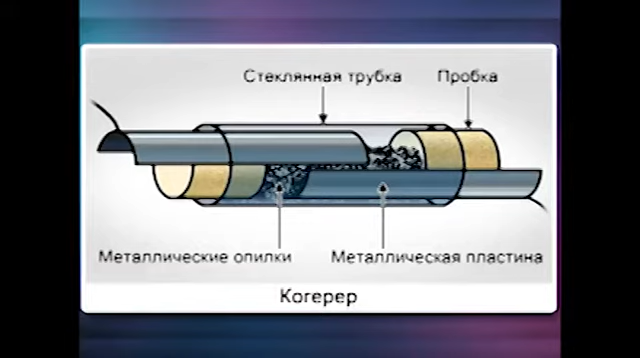 Стеклянная трубка
Пробка
Металлические опилки
Металлическая пластина
Когерер